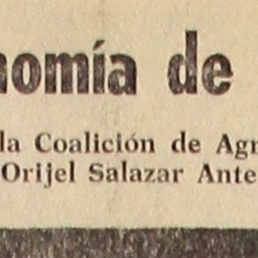 nomía de
la Coalición de Agr
Orijel Salazar Ante